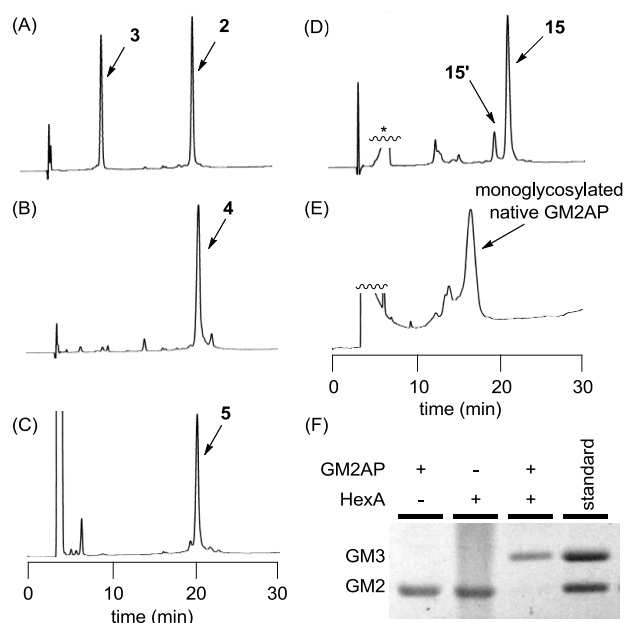 (A)
3
2
(B)
4
(C)
5
0 10 20 30
time (min)
(D)
15
15'
*
(E)
monoglycosylated
native GM2AP
0 10 20 30
time (min)
(F)
GM2AP + - +
HexA - + +
standard
GM3
GM2